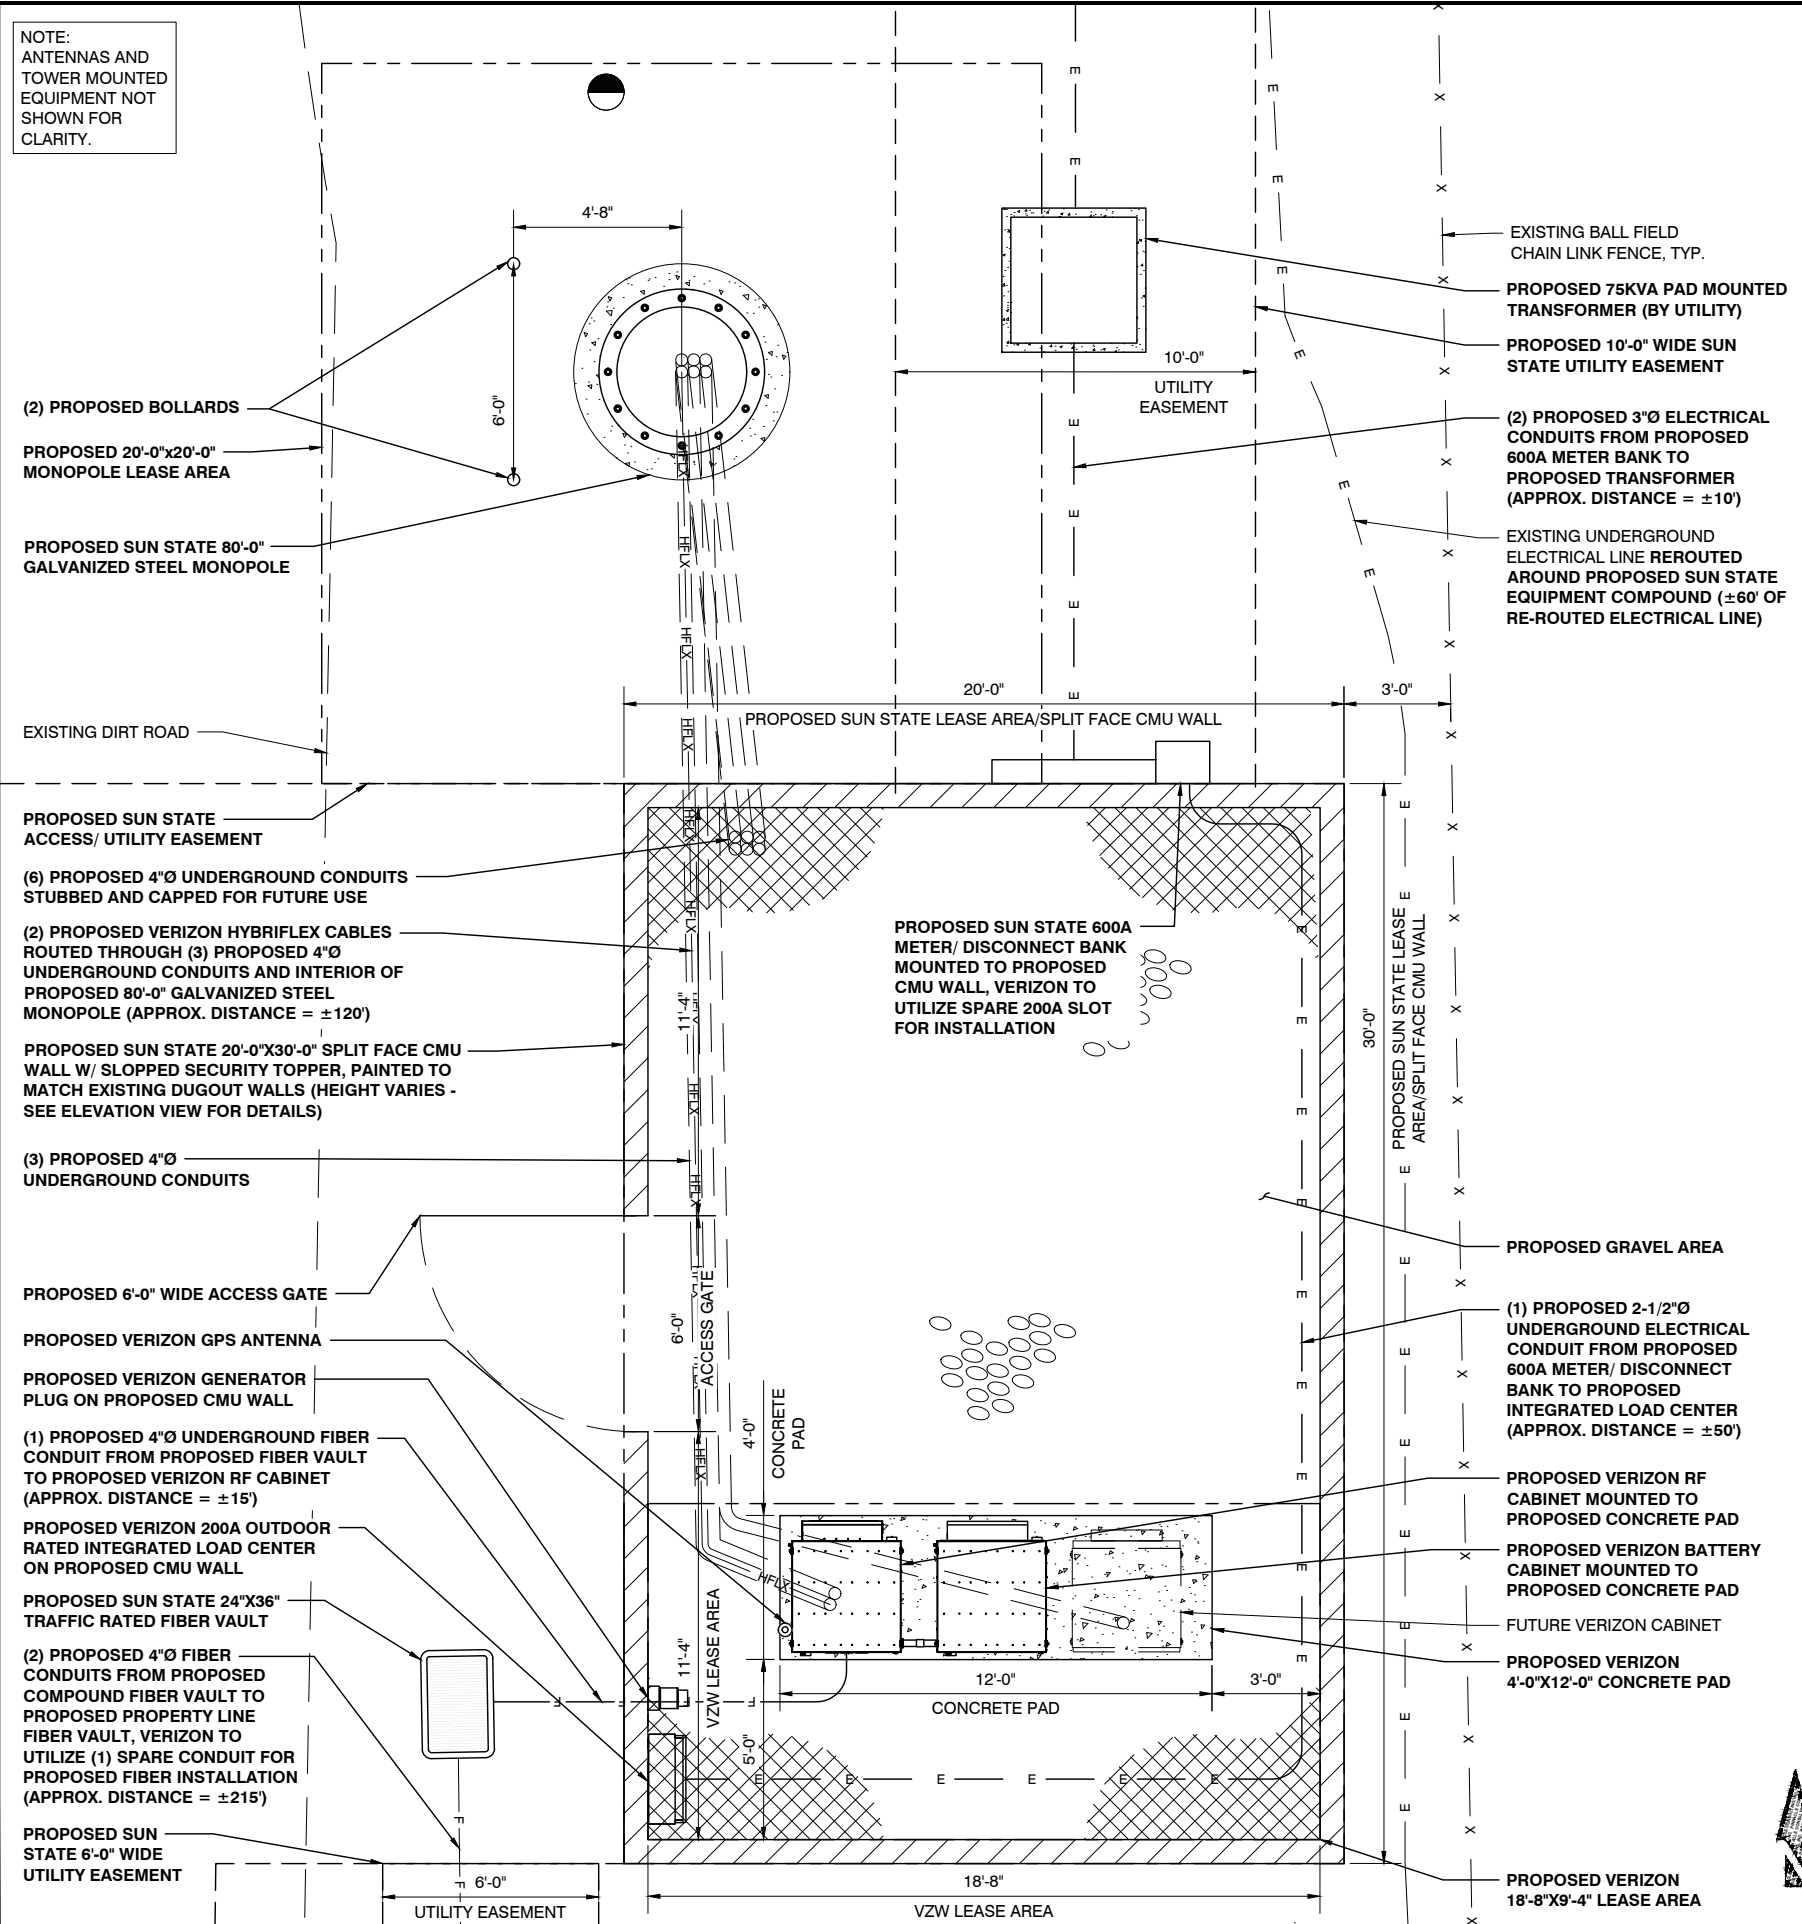 NOTE:
ANTENNAS AND
TOWER MOUNTED
EQUIPMENT NOT
SHOWN FOR
CLARITY.
4'-8"
6'-0"
10'-0"
UTILITY
EASEMENT
(2) PROPOSED BOLLARDS
PROPOSED 20'-0"x20'-0"
MONOPOLE LEASE AREA
PROPOSED SUN STATE 80'-0"
GALVANIZED STEEL MONOPOLE
EXISTING DIRT ROAD
PROPOSED SUN STATE
ACCESS/ UTILITY EASEMENT
(6) PROPOSED 4"Ø UNDERGROUND CONDUITS
STUBBED AND CAPPED FOR FUTURE USE
(2) PROPOSED VERIZON HYBRIFLEX CABLES
ROUTED THROUGH (3) PROPOSED 4"Ø
UNDERGROUND CONDUITS AND INTERIOR OF
PROPOSED 80'-0" GALVANIZED STEEL
MONOPOLE (APPROX. DISTANCE = ±120')
PROPOSED SUN STATE 20'-0"X30'-0" SPLIT FACE CMU
WALL W/ SLOPPED SECURITY TOPPER, PAINTED TO
MATCH EXISTING DUGOUT WALLS (HEIGHT VARIES -
SEE ELEVATION VIEW FOR DETAILS)
(3) PROPOSED 4"Ø
UNDERGROUND CONDUITS
PROPOSED 6'-0" WIDE ACCESS GATE
PROPOSED VERIZON GPS ANTENNA
PROPOSED VERIZON GENERATOR
PLUG ON PROPOSED CMU WALL
(1) PROPOSED 4"Ø UNDERGROUND FIBER
CONDUIT FROM PROPOSED FIBER VAULT
TO PROPOSED VERIZON RF CABINET
(APPROX. DISTANCE = ±15')
PROPOSED VERIZON 200A OUTDOOR
RATED INTEGRATED LOAD CENTER
ON PROPOSED CMU WALL
PROPOSED SUN STATE 24"X36"
TRAFFIC RATED FIBER VAULT
(2) PROPOSED 4"Ø FIBER
CONDUITS FROM PROPOSED
COMPOUND FIBER VAULT TO
PROPOSED PROPERTY LINE
FIBER VAULT, VERIZON TO
UTILIZE (1) SPARE CONDUIT FOR
PROPOSED FIBER INSTALLATION
(APPROX. DISTANCE = ±215')
PROPOSED SUN
STATE 6'-0" WIDE
UTILITY EASEMENT
6'-0"
UTILITY EASEMENT
20'-0"
PROPOSED SUN STATE LEASE AREA/SPLIT FACE CMU WALL
3'-0"
PROPOSED SUN STATE 600A
METER/ DISCONNECT BANK
MOUNTED TO PROPOSED
CMU WALL, VERIZON TO
UTILIZE SPARE 200A SLOT
FOR INSTALLATION
30'-0"
PROPOSED SUN STATE LEASE
AREA/SPLIT FACE CMU WALL
11'-4"
6'-0"
ACCESS GATE
4'-0"
CONCRETE
PAD
11'-4"
VZW LEASE AREA
5'-0"
12'-0"
CONCRETE PAD
3'-0"
18'-8"
VZW LEASE AREA
HFLX
HFLX
HFLX
HFLX
HFLX
HFLX
HFLX
HFLX
HFLX
HFLX
EXISTING BALL FIELD
CHAIN LINK FENCE, TYP.
PROPOSED 75KVA PAD MOUNTED
TRANSFORMER (BY UTILITY)
PROPOSED 10'-0" WIDE SUN
STATE UTILITY EASEMENT
(2) PROPOSED 3"Ø ELECTRICAL
CONDUITS FROM PROPOSED
600A METER BANK TO
PROPOSED TRANSFORMER
(APPROX. DISTANCE = ±10')
EXISTING UNDERGROUND
ELECTRICAL LINE REROUTED
AROUND PROPOSED SUN STATE
EQUIPMENT COMPOUND (±60' OF
RE-ROUTED ELECTRICAL LINE)
PROPOSED GRAVEL AREA
(1) PROPOSED 2-1/2"Ø
UNDERGROUND ELECTRICAL
CONDUIT FROM PROPOSED
600A METER/ DISCONNECT
BANK TO PROPOSED
INTEGRATED LOAD CENTER
(APPROX. DISTANCE = ±50')
PROPOSED VERIZON RF
CABINET MOUNTED TO
PROPOSED CONCRETE PAD
PROPOSED VERIZON BATTERY
CABINET MOUNTED TO
PROPOSED CONCRETE PAD
FUTURE VERIZON CABINET
PROPOSED VERIZON
4'-0"X12'-0" CONCRETE PAD
PROPOSED VERIZON
18'-8"X9'-4" LEASE AREA